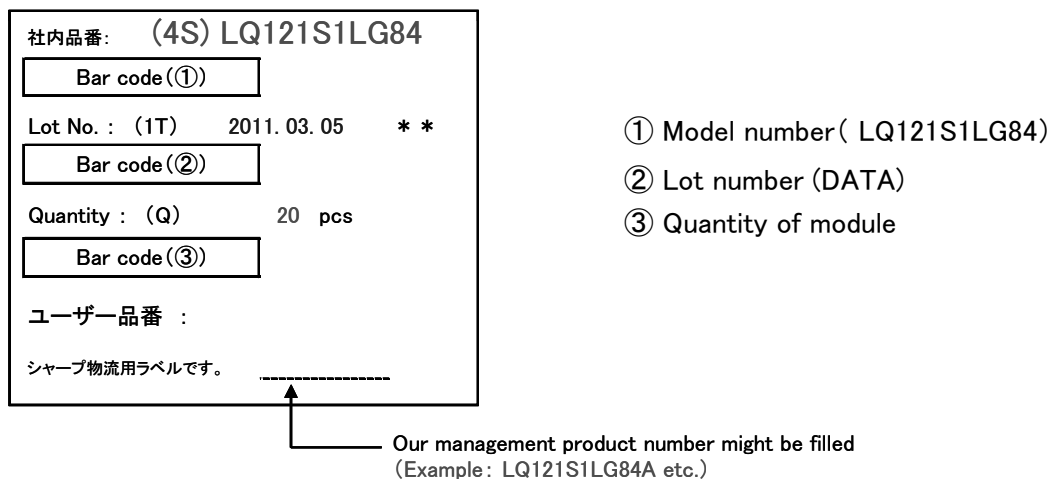 社内品番: (4S) LQ121S1LG84
Bar code(①)
Lot No. : (1T) 2011. 03. 05 * *
Bar code(②)
Quantity : (Q) 20 pcs
Bar code(③)
ユーザー品番 :
シャープ物流用ラベルです。
① Model number( LQ121S1LG84)
② Lot number (DATA)
③ Quantity of module
Our management product number might be filled
(Example: LQ121S1LG84A etc.)